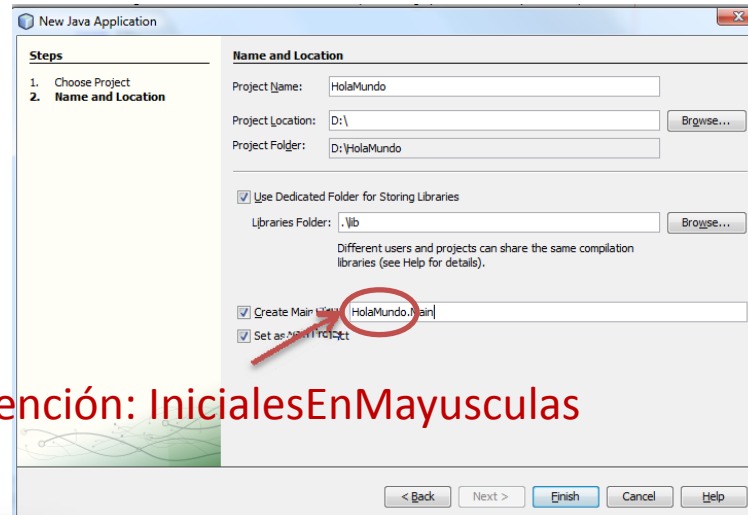 New Java Application
Steps
1. Choose Project
2. Name and Location
Name and Location
Project Name: HolaMundo
Project Location: D:\ Browse...
Project Folder: D:\HolaMundo
Use Dedicated Folder for Storing Libraries
Libraries Folder: .\lib Browse...
Different users and projects can share the same compilation
libraries (see Help for details).
Create Main HolaMundo.Main
Set as
ención: InicialesEnMayusculas
< Back Next > Finish Cancel Help